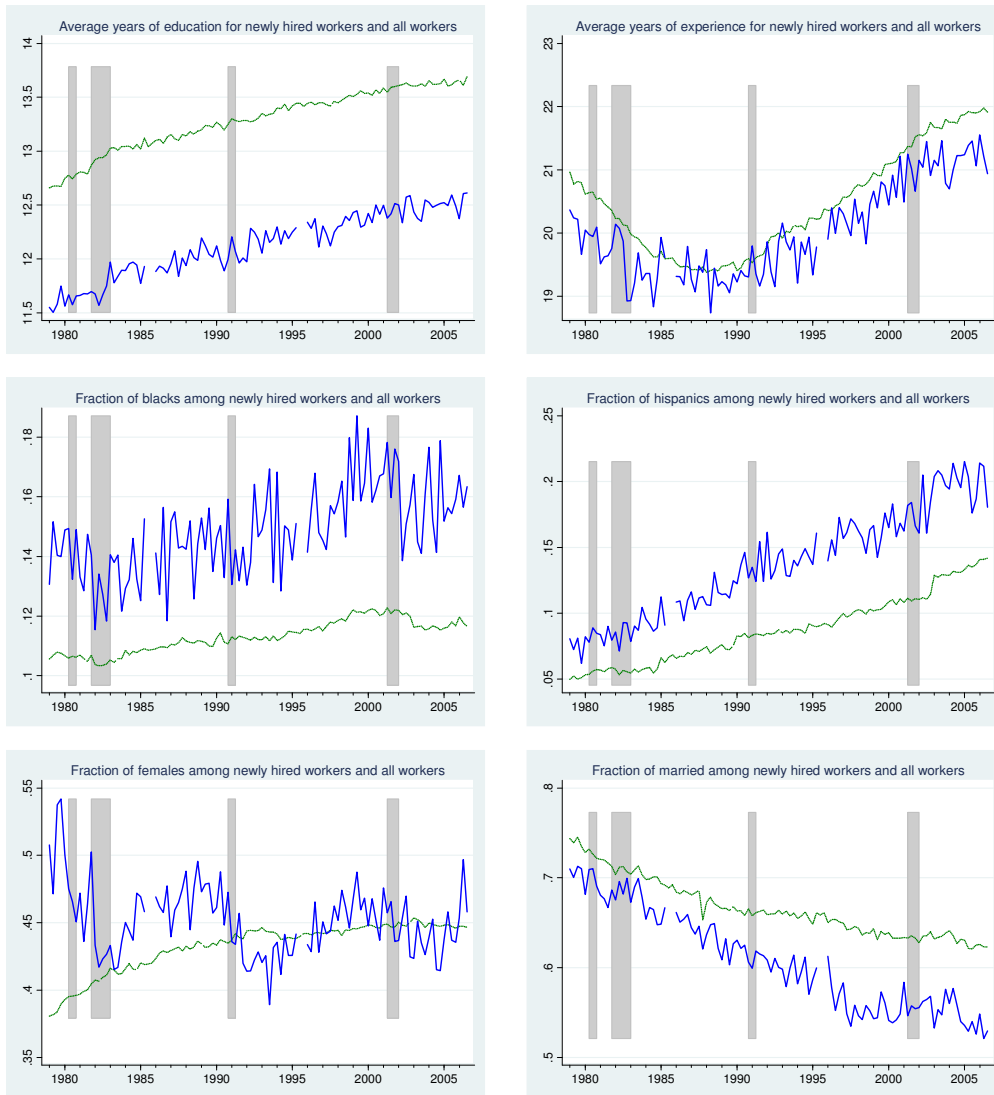 Average years of education for newly hired workers and all workers
14
13.5
13
12.5
12
11.5
1980 1985 1990 1995 2000 2005
Average years of experience for newly hired workers and all workers
23
22
21
20
19
1980 1985 1990 1995 2000 2005
Fraction of blacks among newly hired workers and all workers
.18
.16
.14
.12
.1
1980 1985 1990 1995 2000 2005
Fraction of hispanics among newly hired workers and all workers
.25
.2
.15
.1
.05
1980 1985 1990 1995 2000 2005
Fraction of females among newly hired workers and all workers
.55
.5
.45
.4
.35
1980 1985 1990 1995 2000 2005
Fraction of married among newly hired workers and all workers
.8
.7
.6
.5
1980 1985 1990 1995 2000 2005